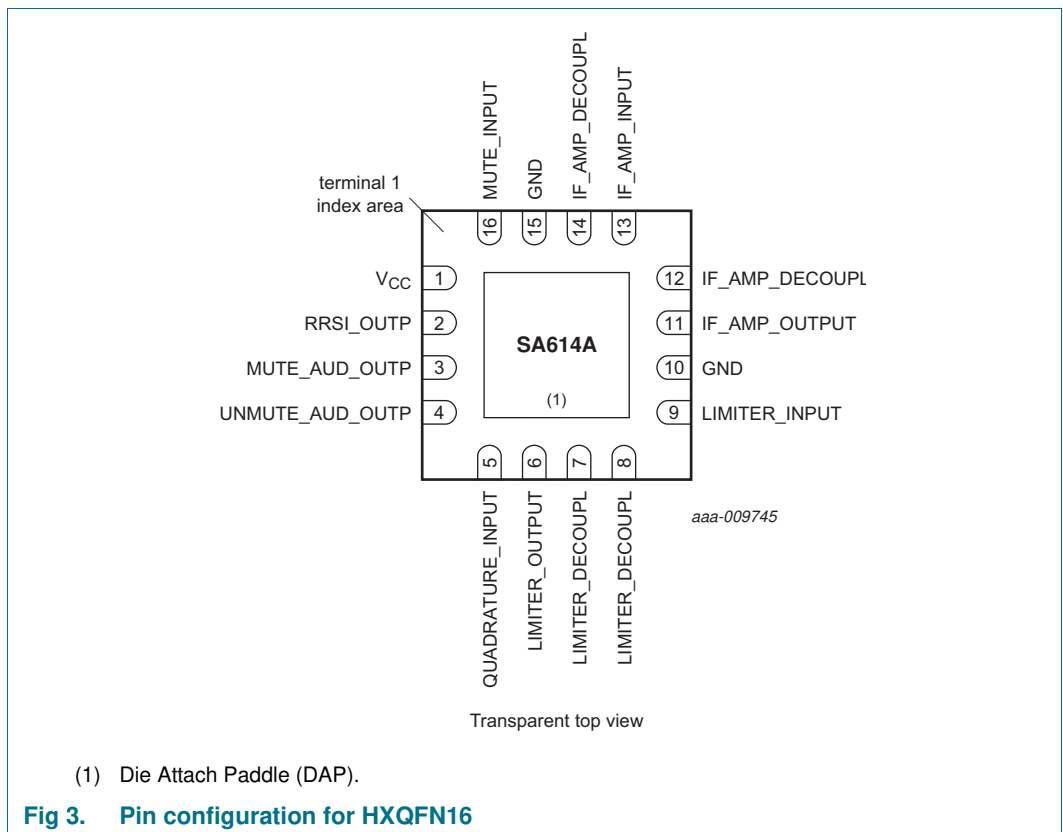 MUTE_INPUT
GND
IF_AMP_DECOUPL
IF_AMP_INPUT
terminal 1
index area
16
15
14
13
VCC
1
12
IF_AMP_DECOUPL
RRSI_OUTP
2
11
IF_AMP_OUTPUT
SA614A
MUTE_AUD_OUTP
3
10
GND
(1)
UNMUTE_AUD_OUTP
4
9
LIMITER_INPUT
5
6
7
8
QUADRATURE_INPUT
LIMITER_OUTPUT
LIMITER_DECOUPL
LIMITER_DECOUPL
aaa-009745
Transparent top view
(1) Die Attach Paddle (DAP).
Fig 3. Pin configuration for HXQFN16